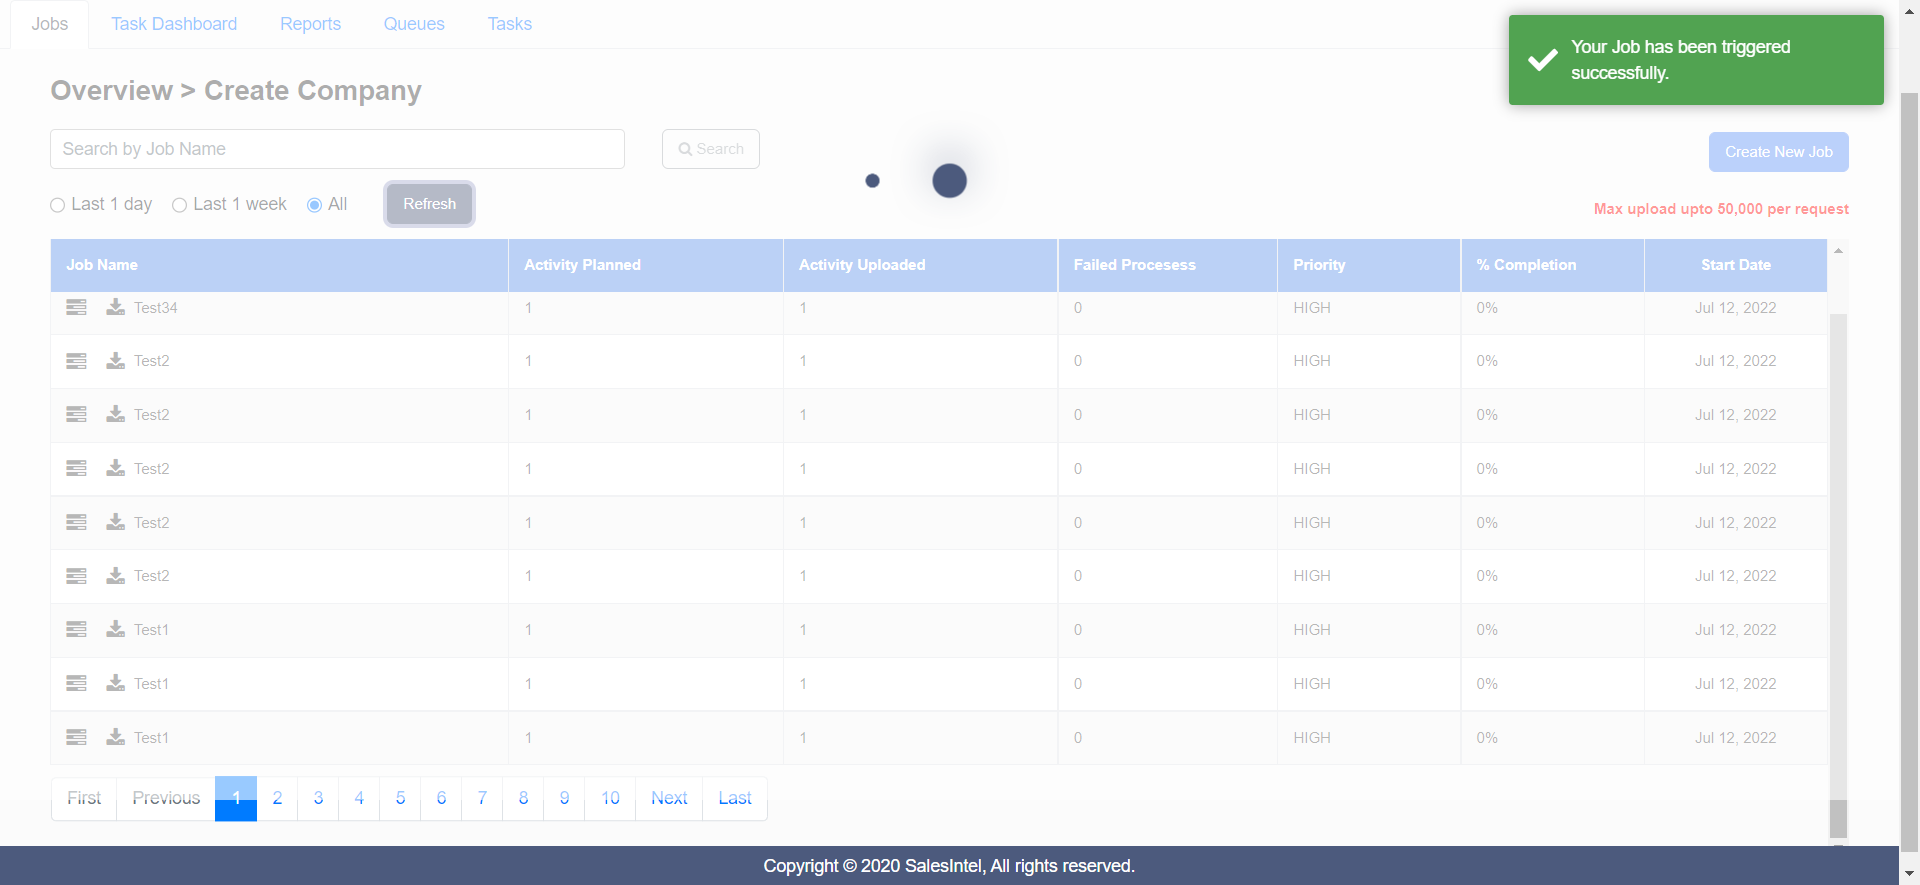 Jobs Task Dashboard Reports Queues Tasks
Your Job has been triggered
successfully.
Overview > Create Company
Search by Job Name Search Create New Job
Last 1 day Last 1 week All Refresh
Max upload upto 50,000 per request
Job Name Activity Planned Activity Uploaded Failed Procesess Priority % Completion Start Date
Test34 1 1 0 HIGH 0% Jul 12, 2022
Test2 1 1 0 HIGH 0% Jul 12, 2022
Test2 1 1 0 HIGH 0% Jul 12, 2022
Test2 1 1 0 HIGH 0% Jul 12, 2022
Test2 1 1 0 HIGH 0% Jul 12, 2022
Test2 1 1 0 HIGH 0% Jul 12, 2022
Test1 1 1 0 HIGH 0% Jul 12, 2022
Test1 1 1 0 HIGH 0% Jul 12, 2022
Test1 1 1 0 HIGH 0% Jul 12, 2022
First Previous 1 2 3 4 5 6 7 8 9 10 Next Last
Copyright © 2020 SalesIntel, All rights reserved.